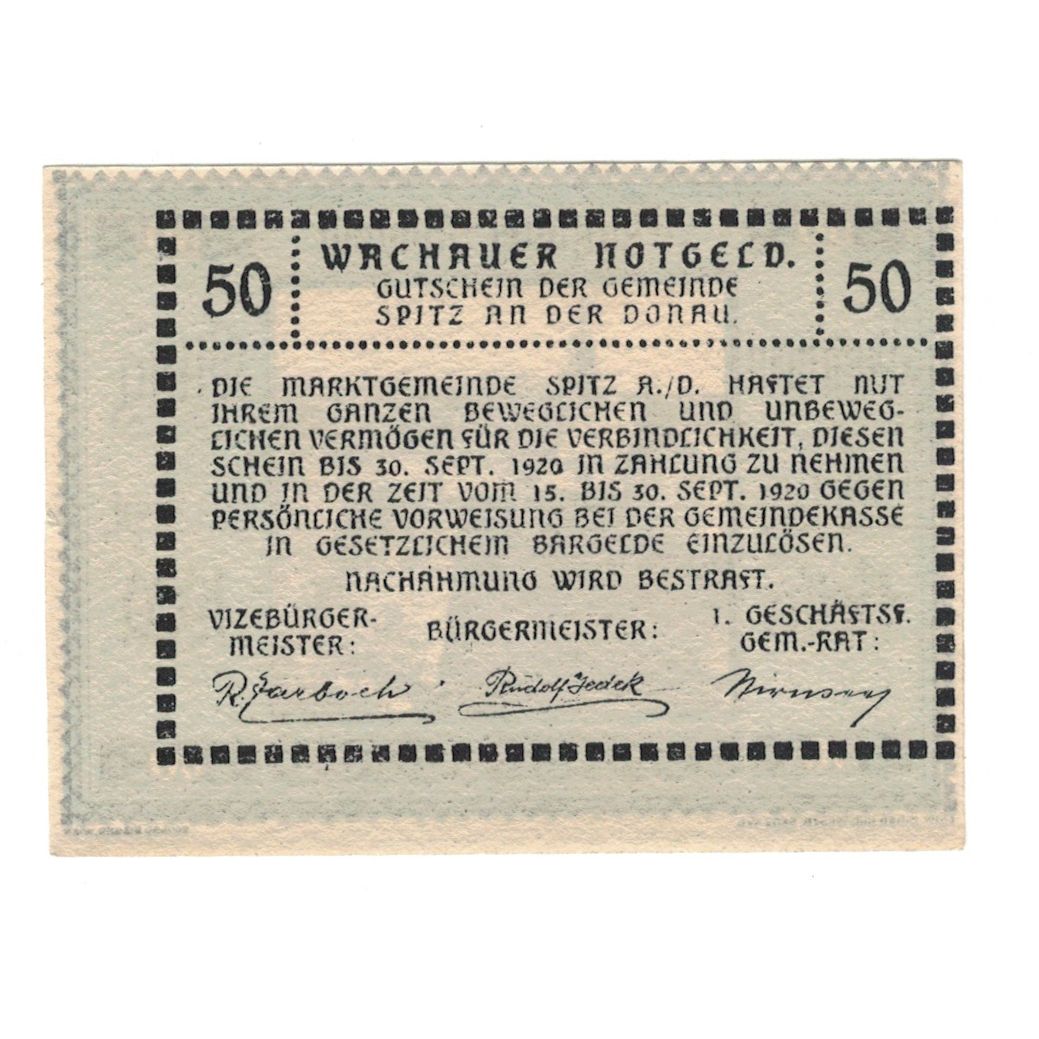 WACHAUER NOTGELD.
50 GUTSCHEIN DER GEMEINDE 50
SPITZ AN DER DONAU.
DIE MARKTGEMEINDE SPITZ A./D. HAFTET MIT
IHREM GANZEN BEWEGLICHEN UND UNBEWEG-
LICHEN VERMÖGEN FÜR DIE VERBINDLICHKEIT, DIESEN
SCHEIN BIS 30. SEPT. 1920 IN ZAHLUNG ZU NEHMEN
UND IN DER ZEIT VOM 15. BIS 30. SEPT. 1920 GEGEN
PERSÖNLICHE VORWEISUNG BEI DER GEMEINDEKASSE
IN GESETZLICHEM BARGELDE EINZULÖSEN.
NACHAHMUNG WIRD BESTRAFT.
VIZEBÜRGER-
MEISTER:
BÜRGERMEISTER:
1. GESCHÄFTSF.
GEM.-RAT:
Rudolf Jedek